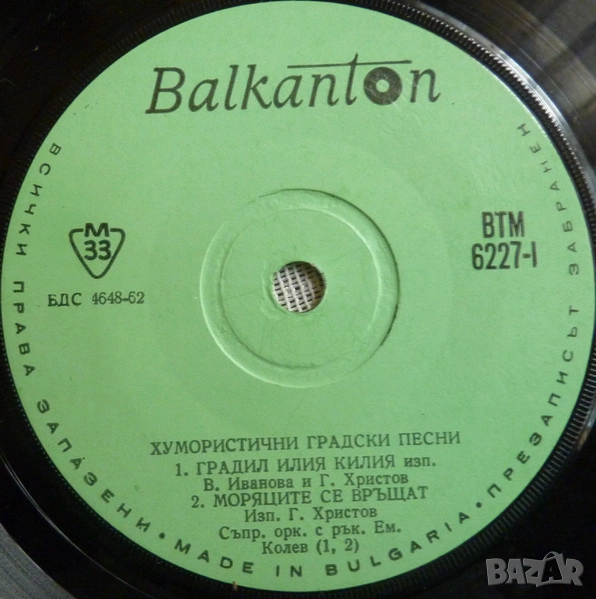 Balkanton
М
33
БДС 4648-62
ВТМ
6227-I
ХУМОРИСТИЧНИ ГРАДСКИ ПЕСНИ
1. ГРАДИЛ ИЛИЯ КИЛИЯ изп.
В. Иванова и Г. Христов
2. МОРЯЦИТЕ СЕ ВРЪЩАТ
Изп. Г. Христов
Съпр. орк. с рък. Ем.
Колев (1, 2)
ВСИЧКИ ПРАВА ЗАПАЗЕНИ · MADE IN BULGARIA · ПРЕЗАПИСЪТ ЗАБРАНЕН
BAZAR